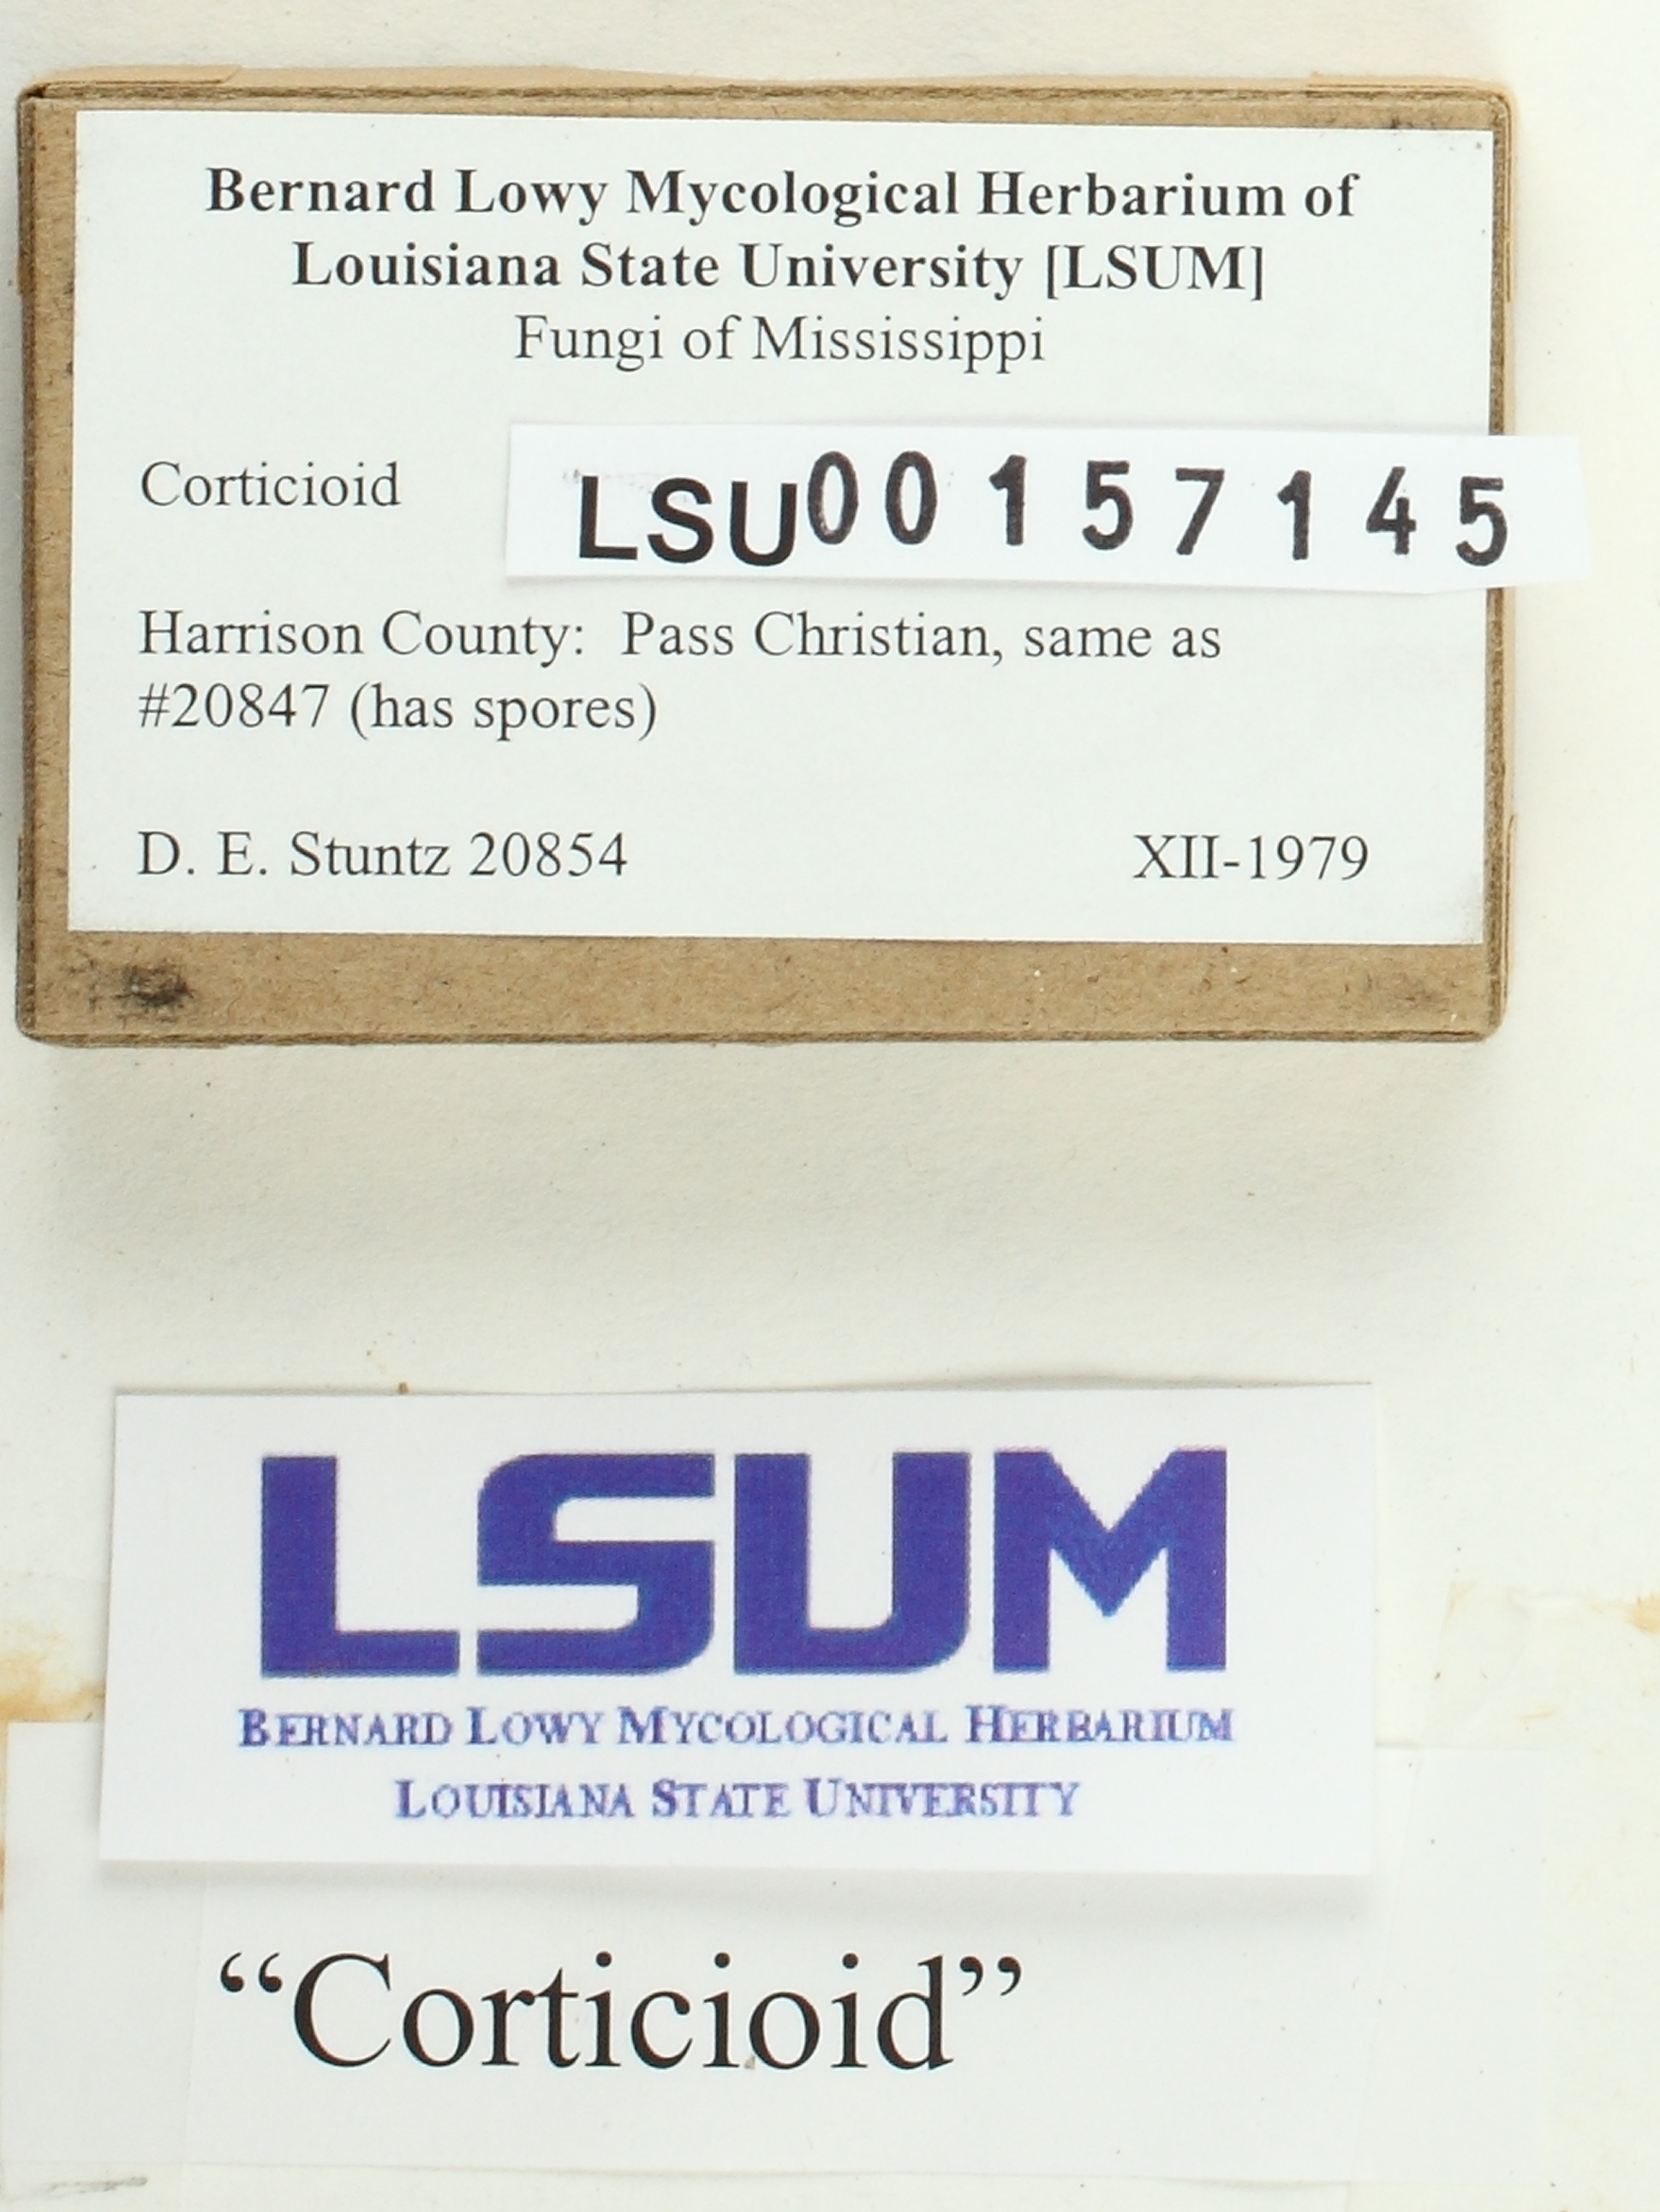 Bernard Lowy Mycological Herbarium of
Louisiana State University [LSUM]
Fungi of Mississippi
Corticioid
LSU00157145
Harrison County: Pass Christian, same as
#20847 (has spores)
D. E. Stuntz 20854 XII-1979
LSUM
BERNARD LOWY MYCOLOGICAL HERBARIUM
LOUISIANA STATE UNIVERSITY
“Corticioid”